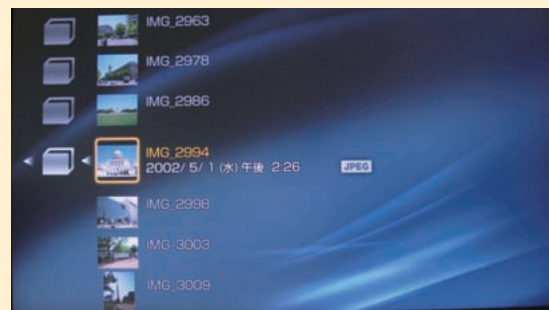 IMG_2963
IMG_2978
IMG_2986
IMG_2994
2002/ 5/ 1 (水) 午後 2:26 JPEG
IMG_2998
IMG_3003
IMG_3009